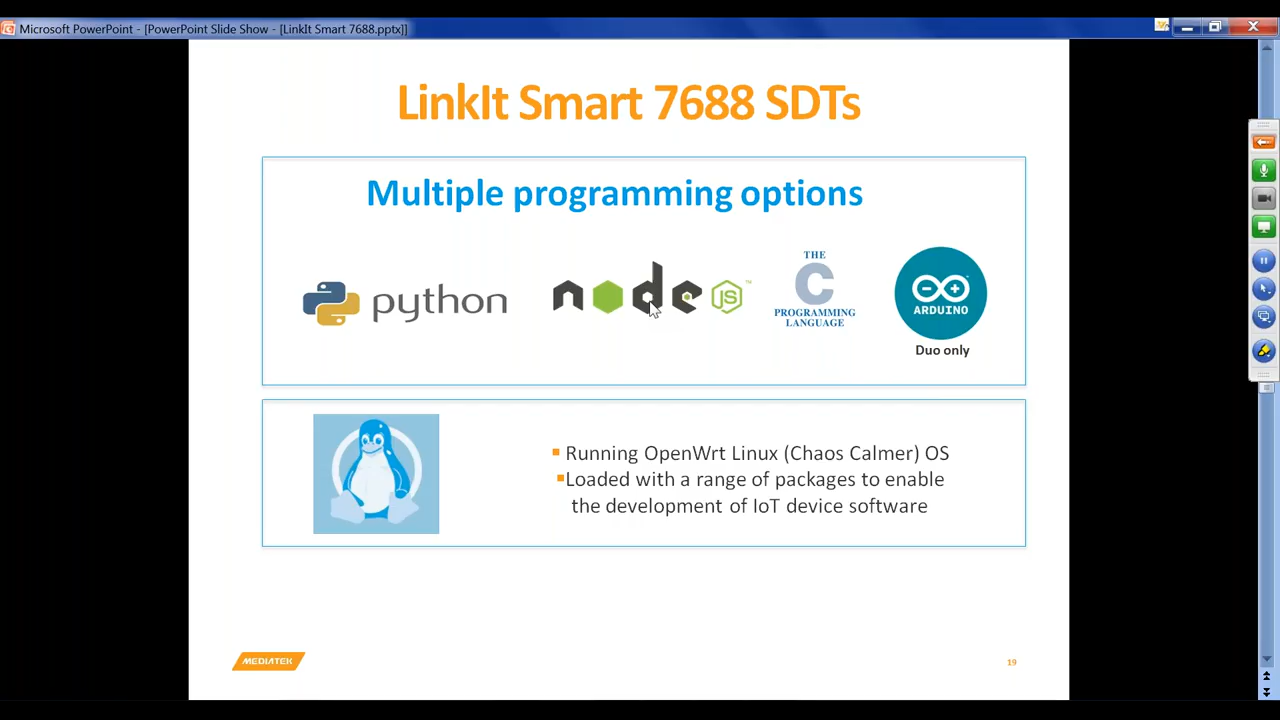 Microsoft PowerPoint - [PowerPoint Slide Show - [LinkIt Smart 7688.pptx]]
LinkIt Smart 7688 SDTs
Multiple programming options
python
node JS™
THE
C
PROGRAMMING
LANGUAGE
ARDUINO
Duo only
Running OpenWrt Linux (Chaos Calmer) OS
Loaded with a range of packages to enable
the development of IoT device software
MEDIATEK
19